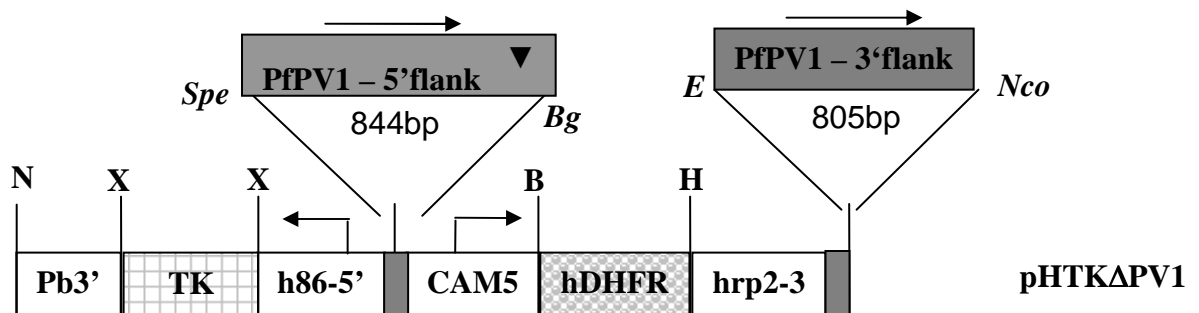 PfPV1 – 5’flank
PfPV1 – 3‘flank
Spe
Bg
E
Nco
844bp
805bp
N
X
X
B
H
Pb3’
TK
h86-5’
CAM5
hDHFR
hrp2-3
pHTKΔPV1